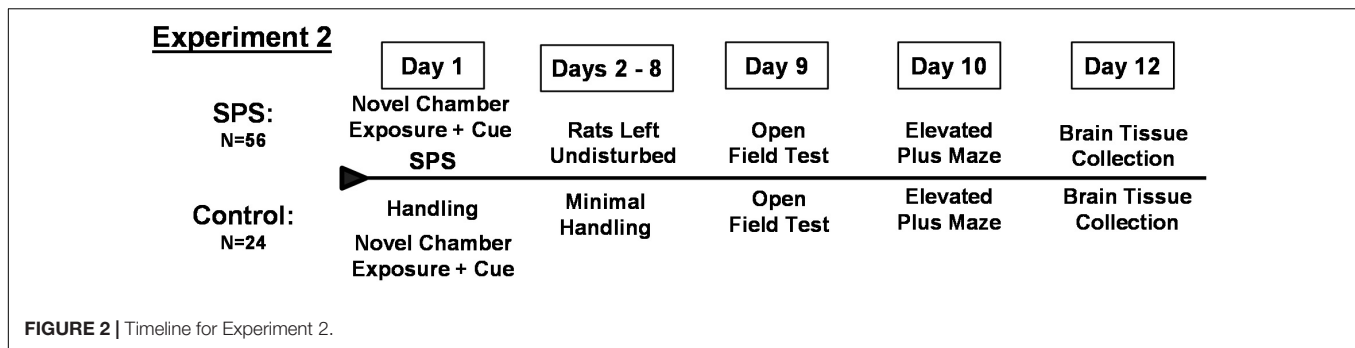 Experiment 2
Day 1
Days 2 - 8
Day 9
Day 10
Day 12
SPS:
N=56
Novel Chamber
Exposure + Cue
SPS
Rats Left
Undisturbed
Open
Field Test
Elevated
Plus Maze
Brain Tissue
Collection
Control:
N=24
Handling
Novel Chamber
Exposure + Cue
Minimal
Handling
Open
Field Test
Elevated
Plus Maze
Brain Tissue
Collection
FIGURE 2 | Timeline for Experiment 2.